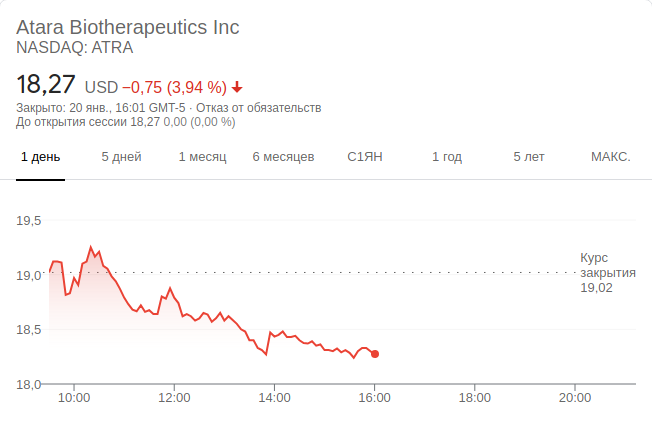 Atara Biotherapeutics Inc
NASDAQ: ATRA
18,27 USD −0,75 (3,94 %)
Закрыто: 20 янв., 16:01 GMT-5 · Отказ от обязательств
До открытия сессии 18,27 0,00 (0,00 %)
1 день 5 дней 1 месяц 6 месяцев С1ЯН 1 год 5 лет МАКС.
19,5
19,0
18,5
18,0
Курс
закрытия
19,02
10:00 12:00 14:00 16:00 18:00 20:00